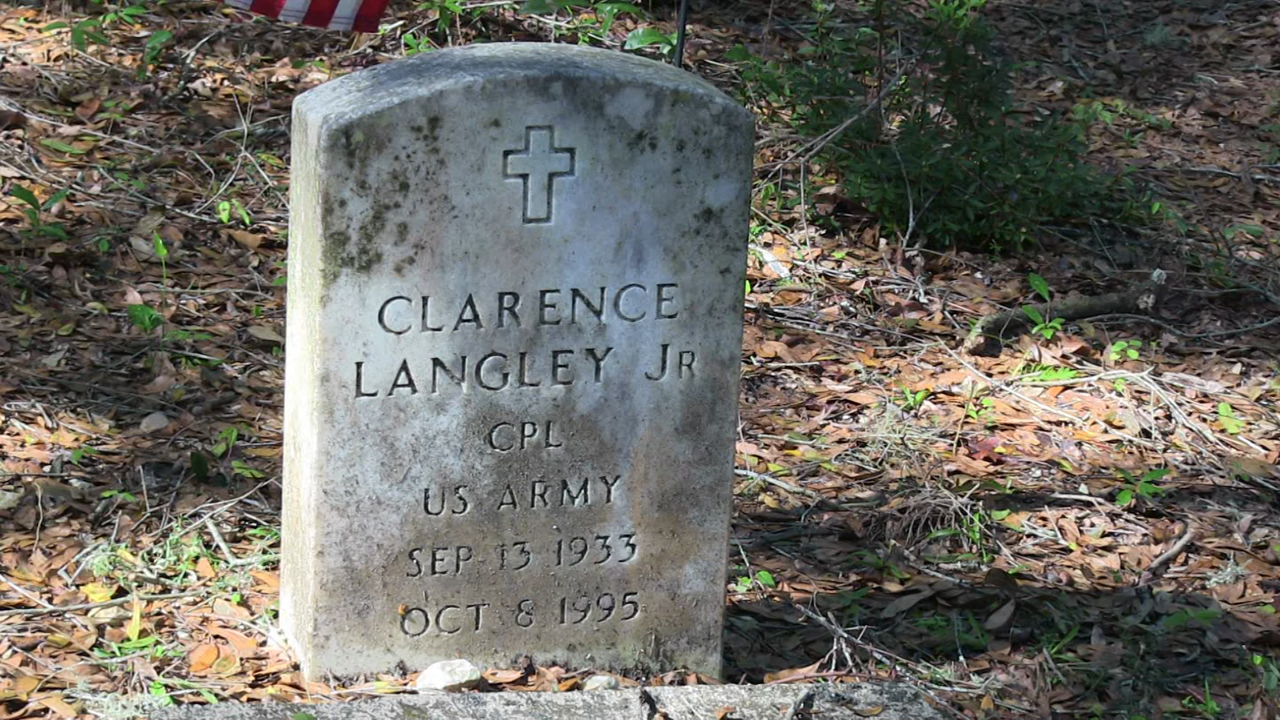 CLARENCE
LANGLEY JR
CPL
US ARMY
SEP 13 1933
OCT 8 1995